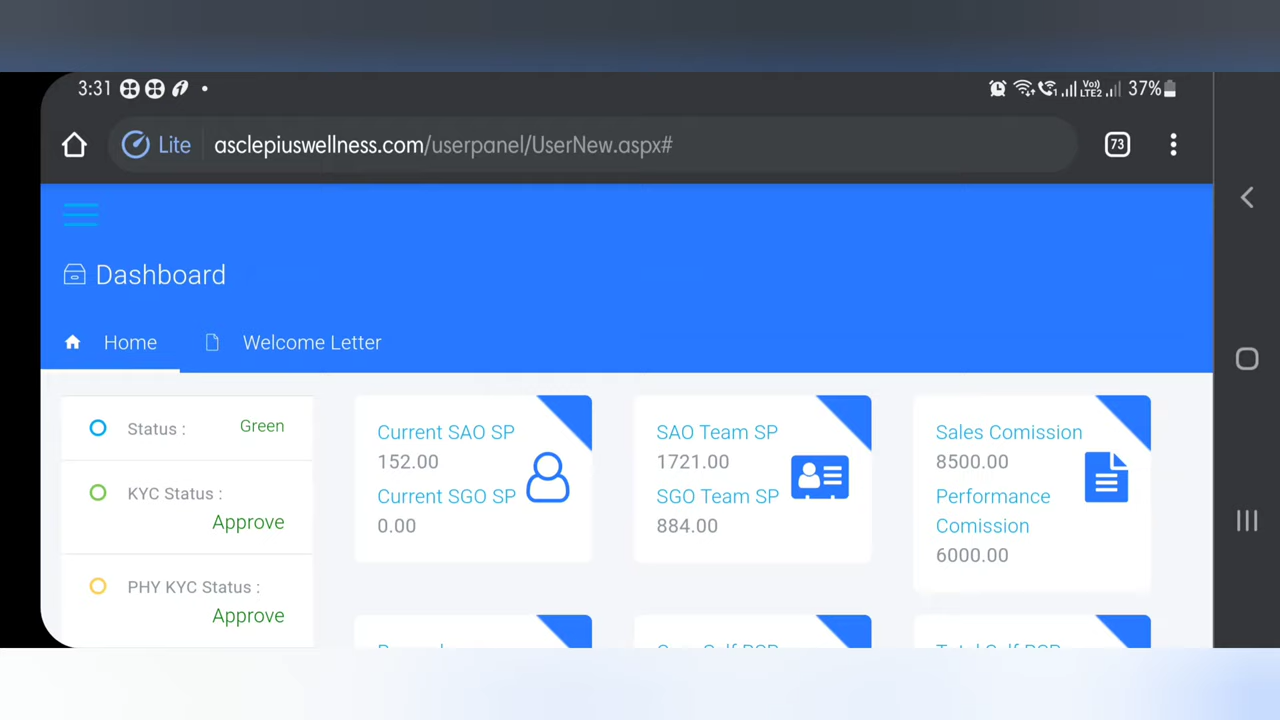 3:31
Vo)) LTE2 37%
Lite asclepiuswellness.com/userpanel/UserNew.aspx# 73
Dashboard
Home Welcome Letter
Status : Green
KYC Status :
Approve
PHY KYC Status :
Approve
Current SAO SP
152.00
Current SGO SP
0.00
SAO Team SP
1721.00
SGO Team SP
884.00
Sales Comission
8500.00
Performance
Comission
6000.00